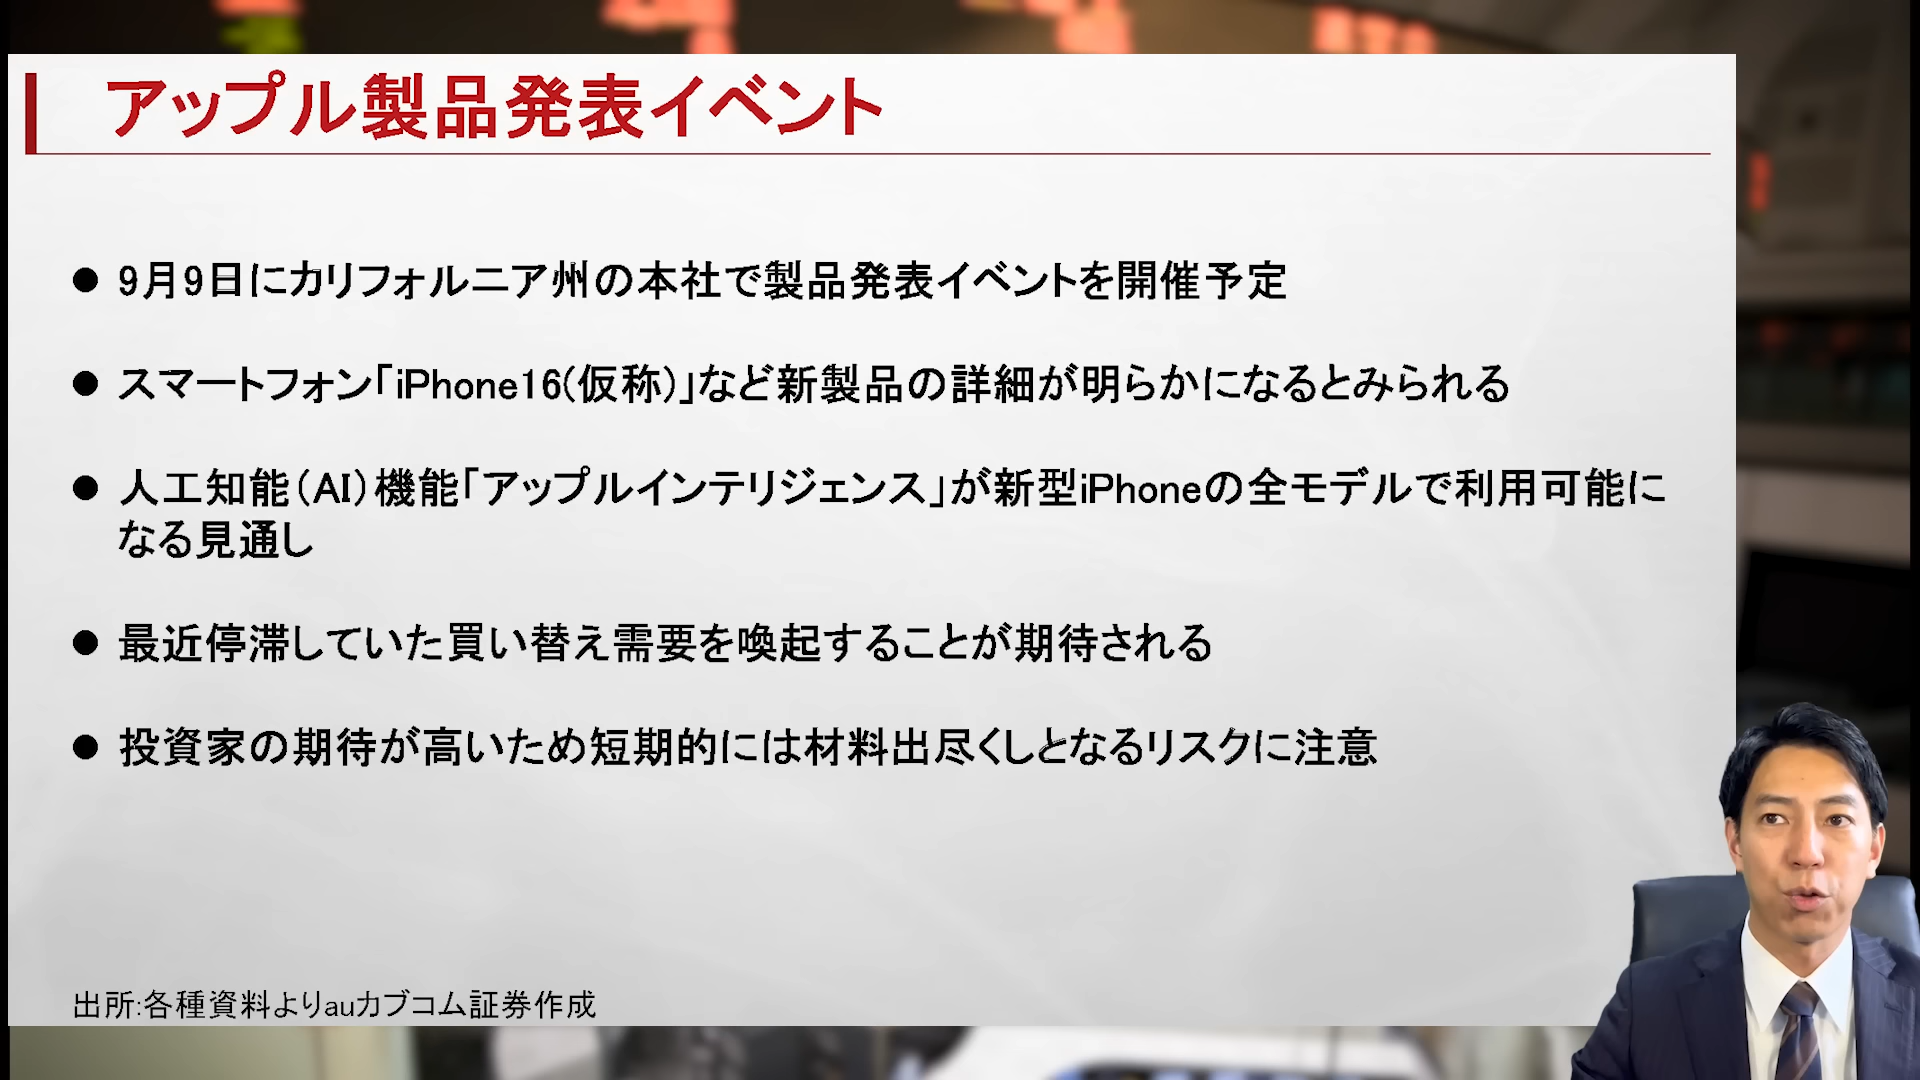 アップル製品発表イベント
● 9月9日にカリフォルニア州の本社で製品発表イベントを開催予定
● スマートフォン「iPhone16(仮称)」など新製品の詳細が明らかになるとみられる
● 人工知能（AI）機能「アップルインテリジェンス」が新型iPhoneの全モデルで利用可能に
なる見通し
● 最近停滞していた買い替え需要を喚起することが期待される
● 投資家の期待が高いため短期的には材料出尽くしとなるリスクに注意
出所:各種資料よりauカブコム証券作成